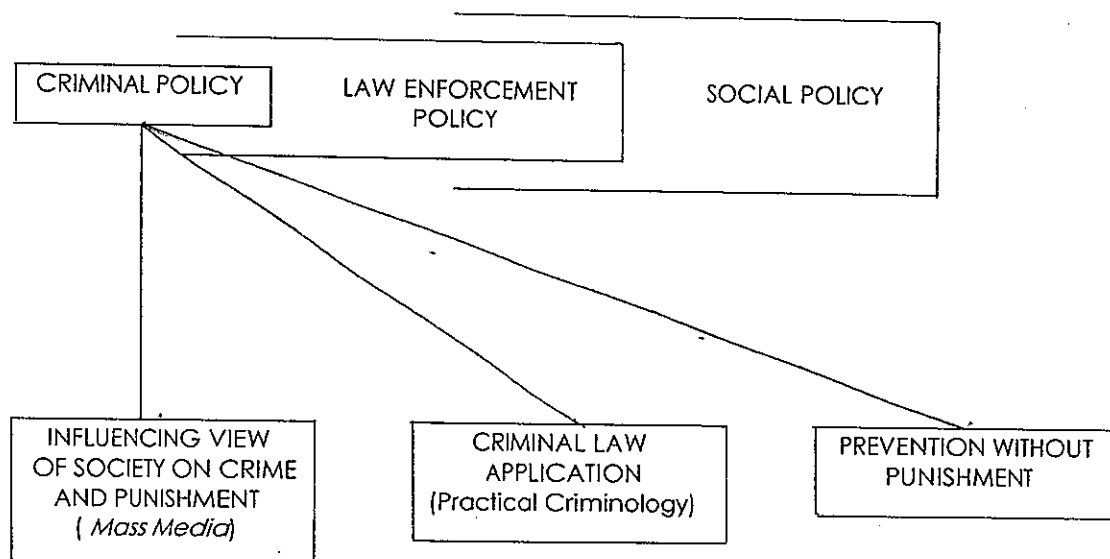 CRIMINAL POLICY
LAW ENFORCEMENT
POLICY
SOCIAL POLICY
INFLUENCING VIEW
OF SOCIETY ON CRIME
AND PUNISHMENT
( Mass Media)
CRIMINAL LAW
APPLICATION
(Practical Criminology)
PREVENTION WITHOUT
PUNISHMENT